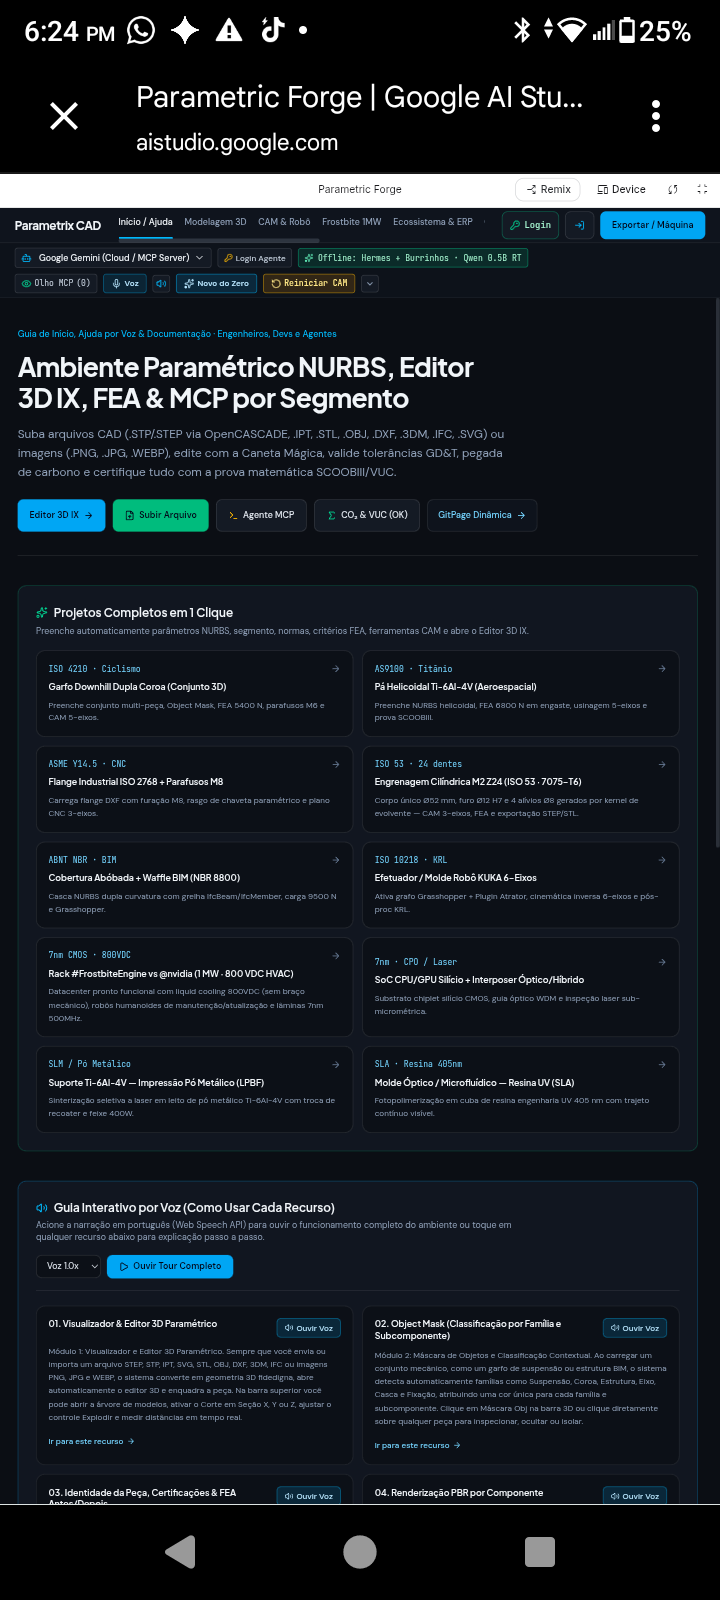 6:24 PM
25%
Parametric Forge | Google AI Stu...
aistudio.google.com
Parametric Forge
Remix
Device
Parametrix CAD
Início / Ajuda
Modelagem 3D
CAM & Robô
Frostbite 1MW
Ecossistema & ERP
Login
Exportar / Máquina
Google Gemini (Cloud / MCP Server)
Login Agente
Offline: Hermes + Burrinhos · Qwen 0.5B RT
Olho MCP (0)
Voz
Novo do Zero
Reiniciar CAM
Guia de Início, Ajuda por Voz & Documentação · Engenheiros, Devs e Agentes
Ambiente Paramétrico NURBS, Editor
3D IX, FEA & MCP por Segmento
Suba arquivos CAD (.STP/.STEP via OpenCASCADE, .IPT, .STL, .OBJ, .DXF, .3DM, .IFC, .SVG) ou
imagens (.PNG, .JPG, .WEBP), edite com a Caneta Mágica, valide tolerâncias GD&T, pegada
de carbono e certifique tudo com a prova matemática SCOOBIII/VUC.
Editor 3D IX →
Subir Arquivo
Agente MCP
CO₂ & VUC (OK)
GitPage Dinâmica →
Projetos Completos em 1 Clique
Preenche automaticamente parâmetros NURBS, segmento, normas, critérios FEA, ferramentas CAM e abre o Editor 3D IX.
ISO 4210 · Ciclismo
Garfo Downhill Dupla Coroa (Conjunto 3D)
Preenche conjunto multi-peça, Object Mask, FEA 5400 N, parafusos M6 e
CAM 5-eixos.
AS9100 · Titânio
Pá Helicoidal Ti-6Al-4V (Aeroespacial)
Preenche NURBS helicoidal, FEA 6800 N em engaste, usinagem 5-eixos e
prova SCOOBIII.
ASME Y14.5 · CNC
Flange Industrial ISO 2768 + Parafusos M8
Carrega flange DXF com furação M8, rasgo de chaveta paramétrico e plano
CNC 3-eixos.
ISO 53 · 24 dentes
Engrenagem Cilíndrica M2 Z24 (ISO 53 · 7075-T6)
Corpo único Ø52 mm, furo Ø12 H7 e 4 alívios Ø8 gerados por kernel de
evolvente — CAM 3-eixos, FEA e exportação STEP/STL.
ABNT NBR · BIM
Cobertura Abóbada + Waffle BIM (NBR 8800)
Casca NURBS dupla curvatura com grelha IfcBeam/IfcMember, carga 9500 N
e Grasshopper.
ISO 10218 · KRL
Efetuador / Molde Robô KUKA 6-Eixos
Ativa grafo Grasshopper + Plugin Atrator, cinemática inversa 6-eixos e pós-
proc KRL.
7nm CMOS · 800VDC
Rack #FrostbiteEngine vs @nvidia (1 MW · 800 VDC HVAC)
Datacenter pronto funcional com liquid cooling 800VDC (sem braço
mecânico), robôs humanoides de manutenção/atualização e lâminas 7nm
500MHz.
7nm · CPO / Laser
SoC CPU/GPU Silício + Interposer Óptico/Híbrido
Substrato chiplet silício CMOS, guia óptico WDM e inspeção laser sub-
micrométrica.
SLM / Pó Metálico
Suporte Ti-6Al-4V — Impressão Pó Metálico (LPBF)
Sinterização seletiva a laser em leito de pó metálico Ti-6Al-4V com troca de
recoater e feixe 400W.
SLA · Resina 405nm
Molde Óptico / Microfluídico — Resina UV (SLA)
Fotopolimerização em cuba de resina engenharia UV 405 nm com trajeto
contínuo visível.
Guia Interativo por Voz (Como Usar Cada Recurso)
Acione a narração em português (Web Speech API) para ouvir o funcionamento completo do ambiente ou toque em
qualquer recurso abaixo para explicação passo a passo.
Voz 1.0x
Ouvir Tour Completo
01. Visualizador & Editor 3D Paramétrico
Ouvir Voz
Módulo 1: Visualizador e Editor 3D Paramétrico. Sempre que você envia ou
importa um arquivo STEP, STP, IPT, SVG, STL, OBJ, DXF, 3DM, IFC ou imagens
PNG, JPG e WEBP, o sistema converte em geometria 3D fidedigna, abre
automaticamente o editor 3D e enquadra a peça. Na barra superior você
pode abrir a árvore de modelos, ativar o Corte em Seção X, Y ou Z, ajustar o
controle Explodir e medir distâncias em tempo real.
Ir para este recurso →
02. Object Mask (Classificação por Família e
Subcomponente)
Ouvir Voz
Módulo 2: Máscara de Objetos e Classificação Contextual. Ao carregar um
conjunto mecânico, como um garfo de suspensão ou estrutura BIM, o sistema
detecta automaticamente famílias como Suspensão, Coroa, Estrutura, Eixo,
Casca e Fixação, atribuindo uma cor única para cada família e
subcomponente. Clique em Máscara Obj na barra 3D ou clique diretamente
sobre qualquer peça para inspecionar, ocultar ou isolar.
Ir para este recurso →
03. Identidade da Peça, Certificações & FEA
Antes/Depois
Ouvir Voz
04. Renderização PBR por Componente
Ouvir Voz